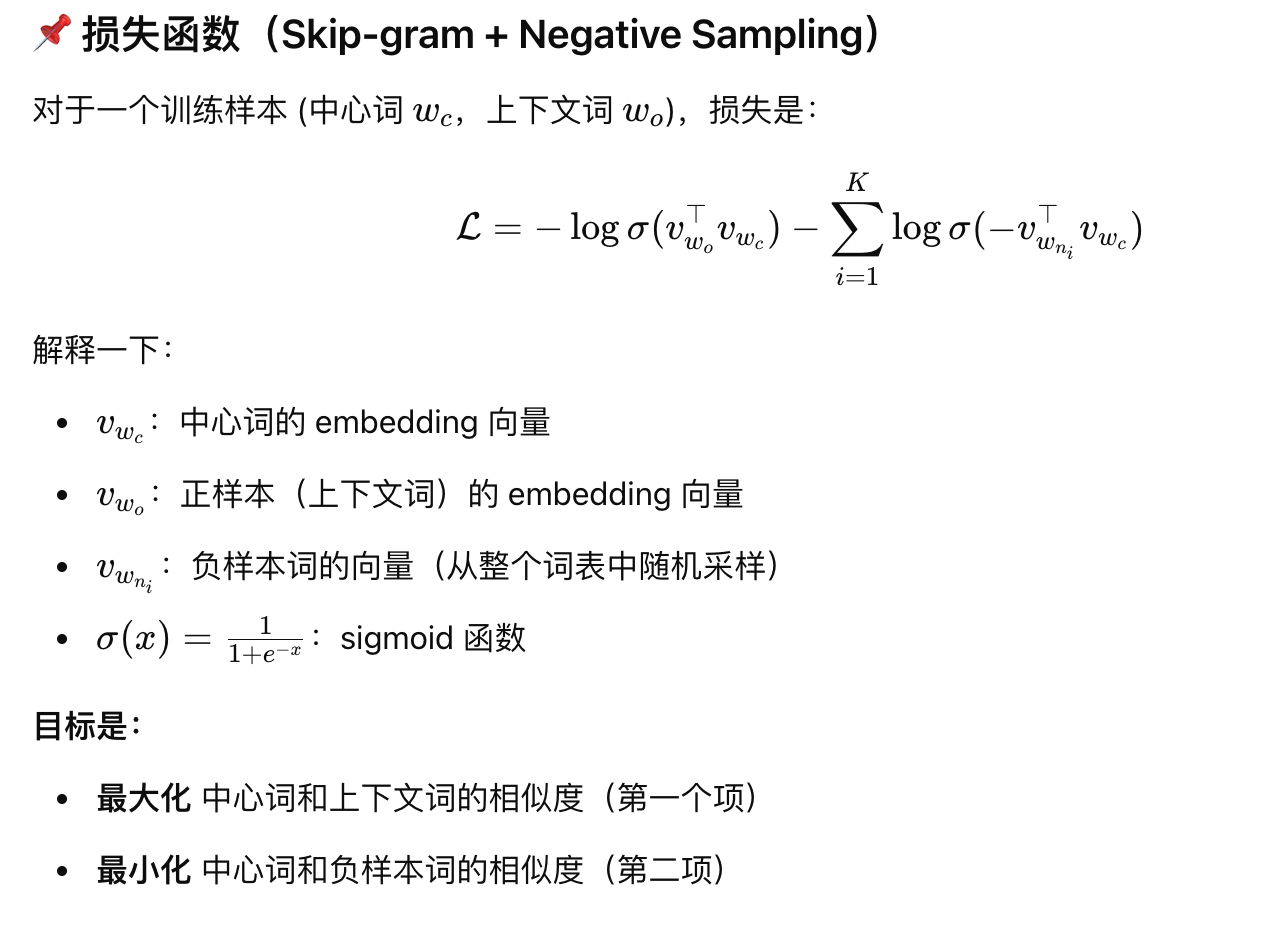 📌 损失函数（Skip-gram + Negative Sampling）
对于一个训练样本 (中心词 $w_c$，上下文词 $w_o$)，损失是：
$\mathcal{L} = -\log \sigma(v_{w_o}^\top v_{w_c}) - \sum_{i=1}^{K} \log \sigma(-v_{w_{n_i}}^\top v_{w_c})$
解释一下：
• $v_{w_c}$：中心词的 embedding 向量
• $v_{w_o}$：正样本（上下文词）的 embedding 向量
• $v_{w_{n_i}}$：负样本词的向量（从整个词表中随机采样）
• $\sigma(x) = \frac{1}{1+e^{-x}}$：sigmoid 函数
目标是：
• 最大化 中心词和上下文词的相似度（第一个项）
• 最小化 中心词和负样本词的相似度（第二项）